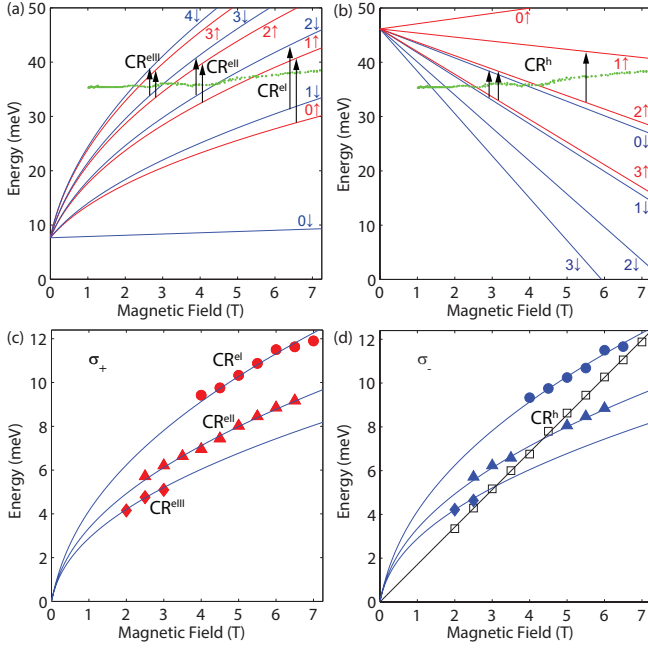 (a)
4↓
3↓
3↑
2↑
2↓
1↑
1↓
0↑
0↓
CR^eIII
CR^eII
CR^eI
50
40
30
20
10
0
Energy (meV)
0 1 2 3 4 5 6 7
Magnetic Field (T)
(b)
0↑
1↑
2↑
0↓
3↑
1↓
2↓
3↓
CR^h
50
40
30
20
10
0
Energy (meV)
0 1 2 3 4 5 6 7
Magnetic Field (T)
(c)
σ+
CR^eI
CR^eII
CR^eIII
12
10
8
6
4
2
0
Energy (meV)
0 1 2 3 4 5 6 7
Magnetic Field (T)
(d)
σ-
CR^h
12
10
8
6
4
2
0
Energy (meV)
0 1 2 3 4 5 6 7
Magnetic Field (T)